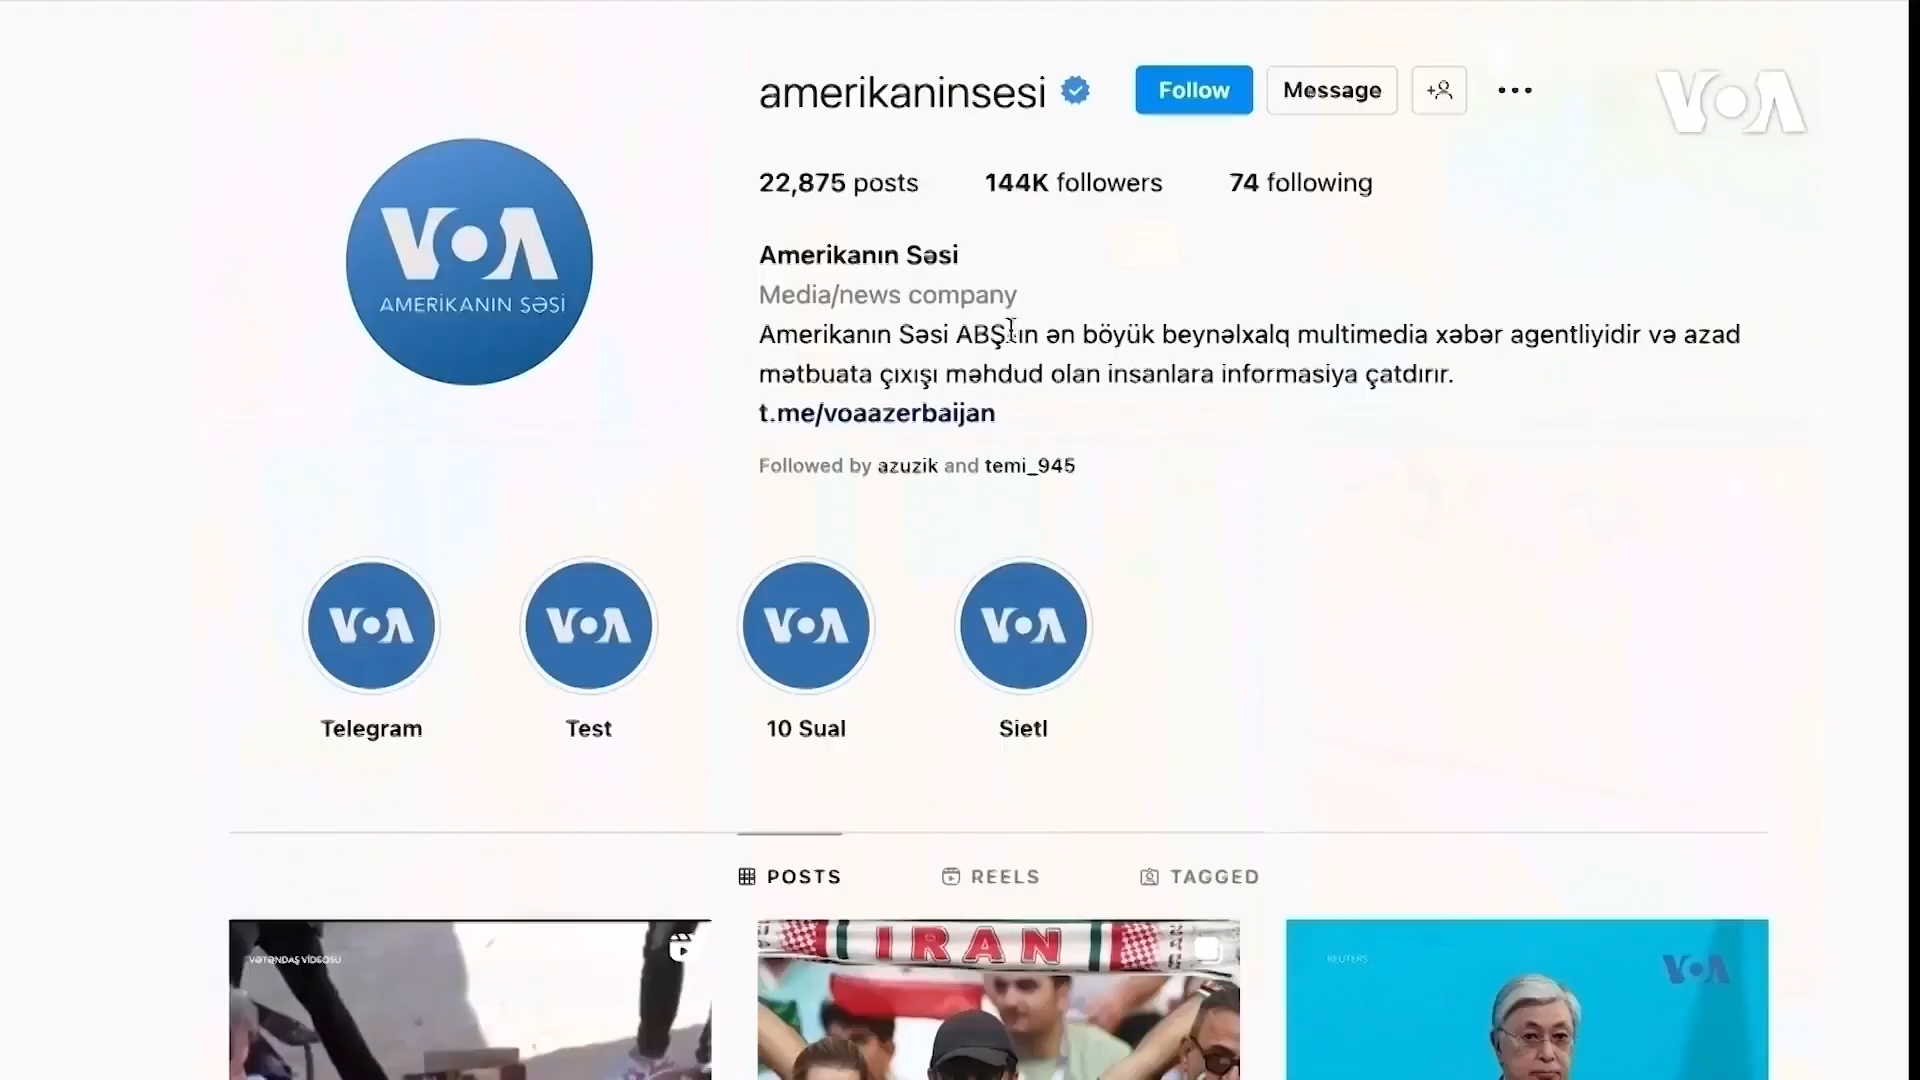 amerikaninsesi
Follow
Message
VOA
22,875 posts
144K followers
74 following
VOA
AMERİKANIN SƏSİ
Amerikanın Səsi
Media/news company
Amerikanın Səsi ABŞ-ın ən böyük beynəlxalq multimedia xəbər agentliyidir və azad
mətbuata çıxışı məhdud olan insanlara informasiya çatdırır.
t.me/voaazerbaijan
Followed by azuzik and temi_945
VOA
VOA
VOA
VOA
Telegram
Test
10 Sual
Sietl
POSTS
REELS
TAGGED
VƏTƏNDAŞ VİDEOSU
IRAN
REUTERS
VOA